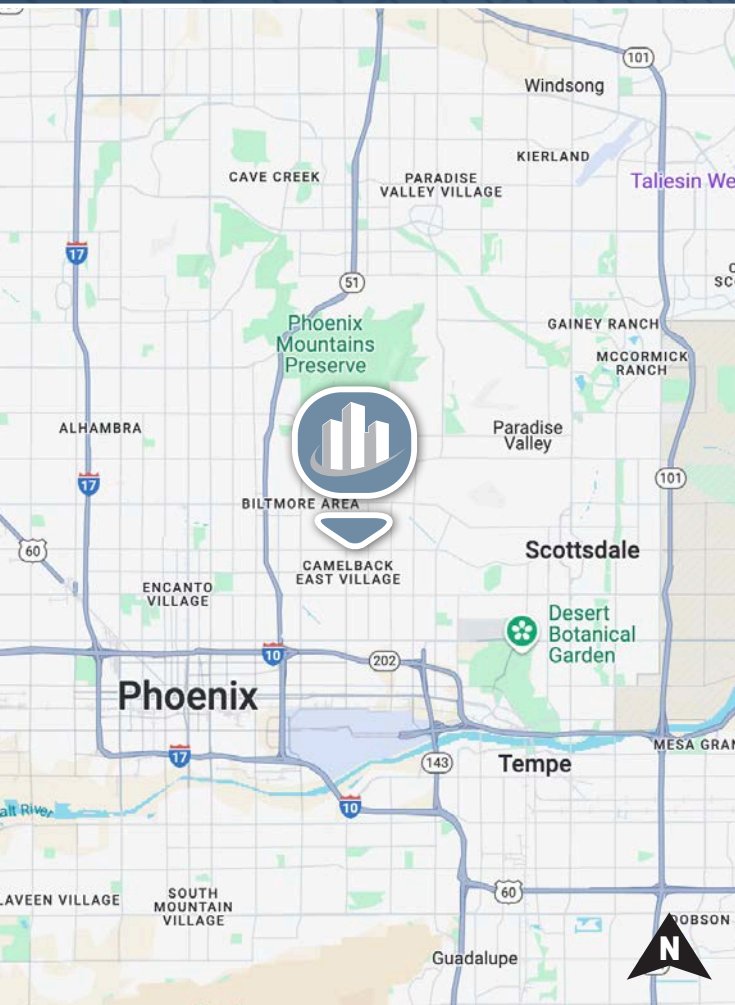 101
Windsong
KIERLAND
CAVE CREEK
PARADISE
VALLEY VILLAGE
Taliesin We
17
51
Phoenix
Mountains
Preserve
GAINEY RANCH
MCCORMICK
RANCH
ALHAMBRA
Paradise
Valley
17
101
BILTMORE AREA
60
Scottsdale
CAMELBACK
EAST VILLAGE
ENCANTO
VILLAGE
Desert
Botanical
Garden
10
202
Phoenix
17
143
Tempe
MESA GRAN
10
alt River
60
LAVEEN VILLAGE
SOUTH
MOUNTAIN
VILLAGE
DOBSON
N
Guadalupe